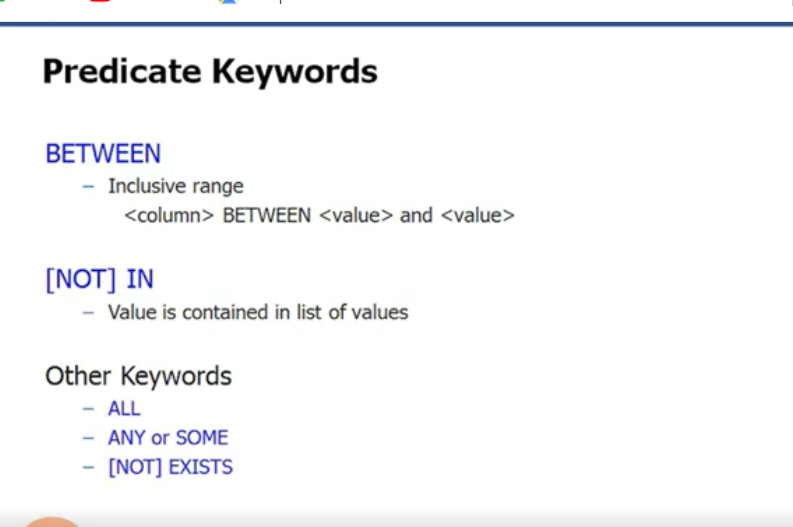 Predicate Keywords
BETWEEN
– Inclusive range
<column> BETWEEN <value> and <value>
[NOT] IN
– Value is contained in list of values
Other Keywords
– ALL
– ANY or SOME
– [NOT] EXISTS